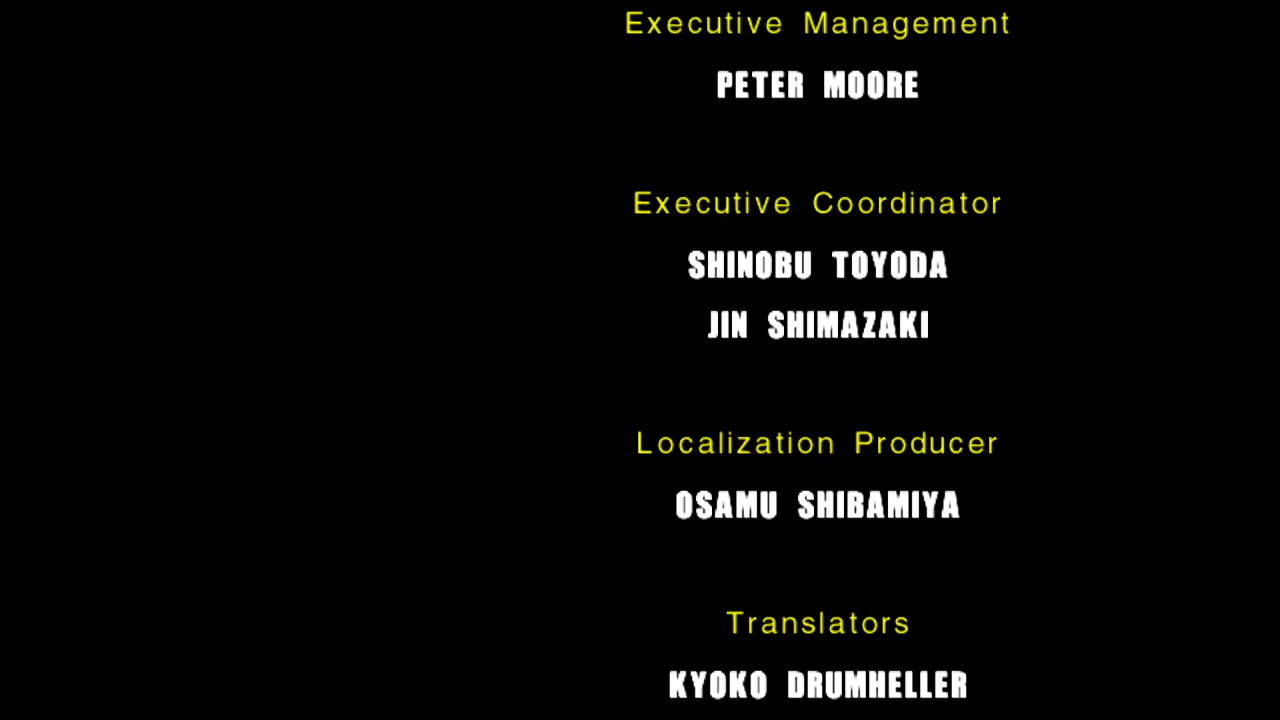 Executive Management
PETER MOORE
Executive Coordinator
SHINOBU TOYODA
JIN SHIMAZAKI
Localization Producer
OSAMU SHIBAMIYA
Translators
KYOKO DRUMHELLER